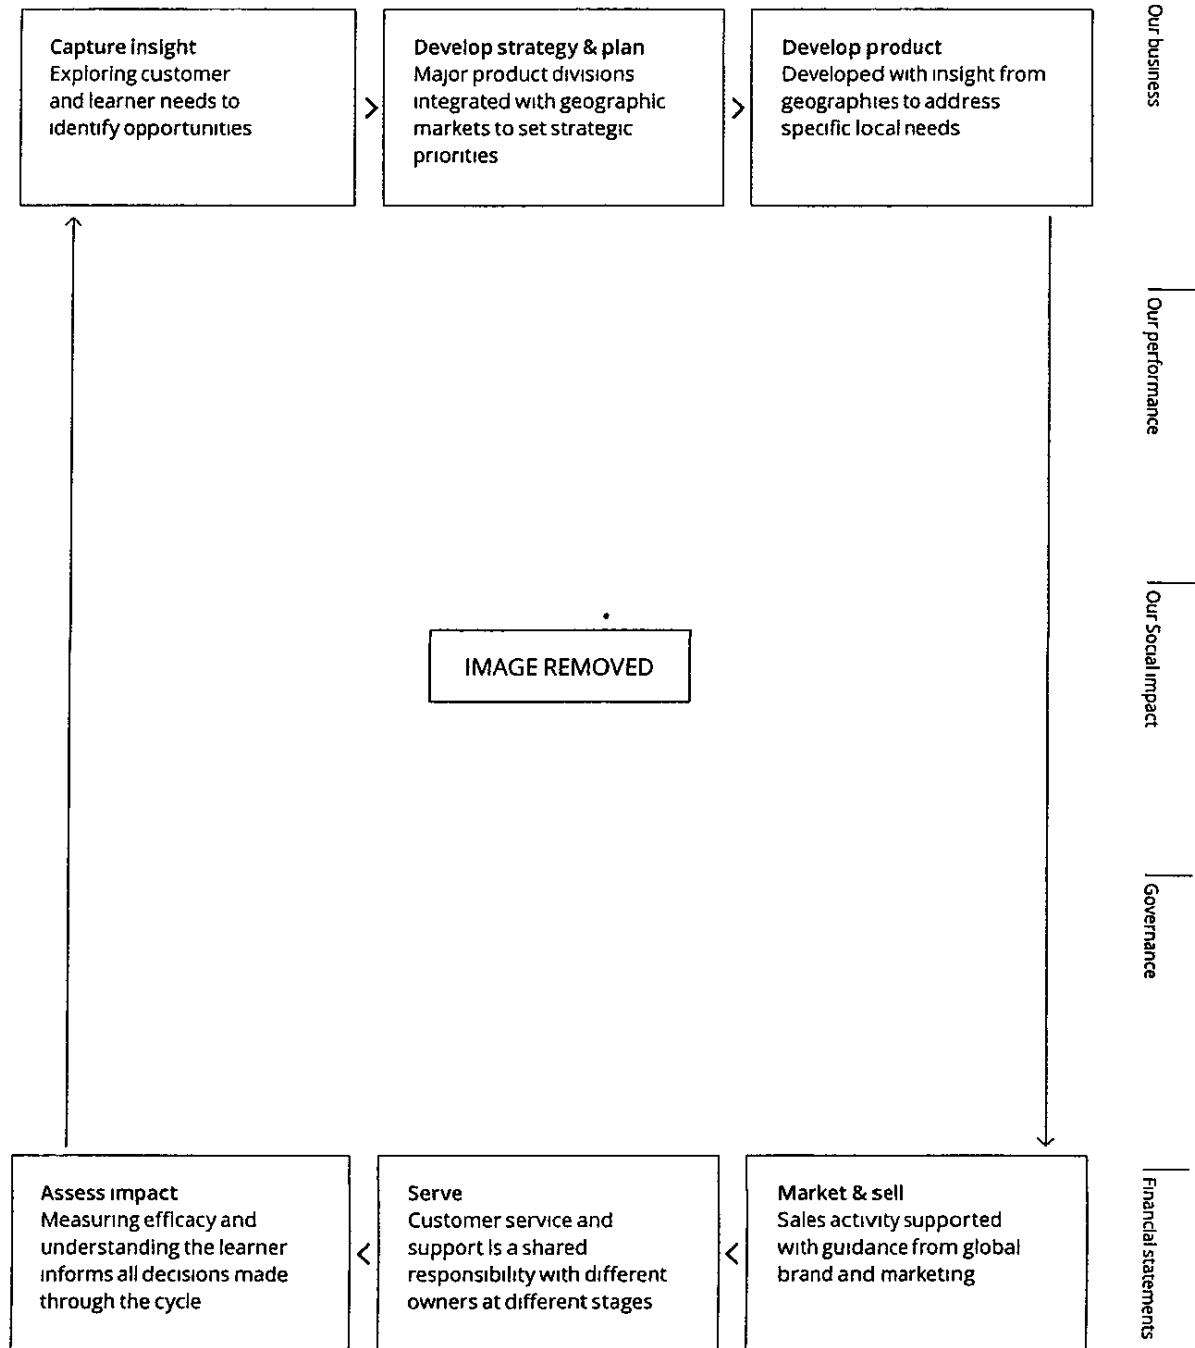 Capture insight
Exploring customer
and learner needs to
identify opportunities
>
Develop strategy & plan
Major product divisions
integrated with geographic
markets to set strategic
priorities
>
Develop product
Developed with insight from
geographies to address
specific local needs
IMAGE REMOVED
Assess impact
Measuring efficacy and
understanding the learner
informs all decisions made
through the cycle
<
Serve
Customer service and
support is a shared
responsibility with different
owners at different stages
<
Market & sell
Sales activity supported
with guidance from global
brand and marketing
Our business
Our performance
Our Social impact
Governance
Financial statements